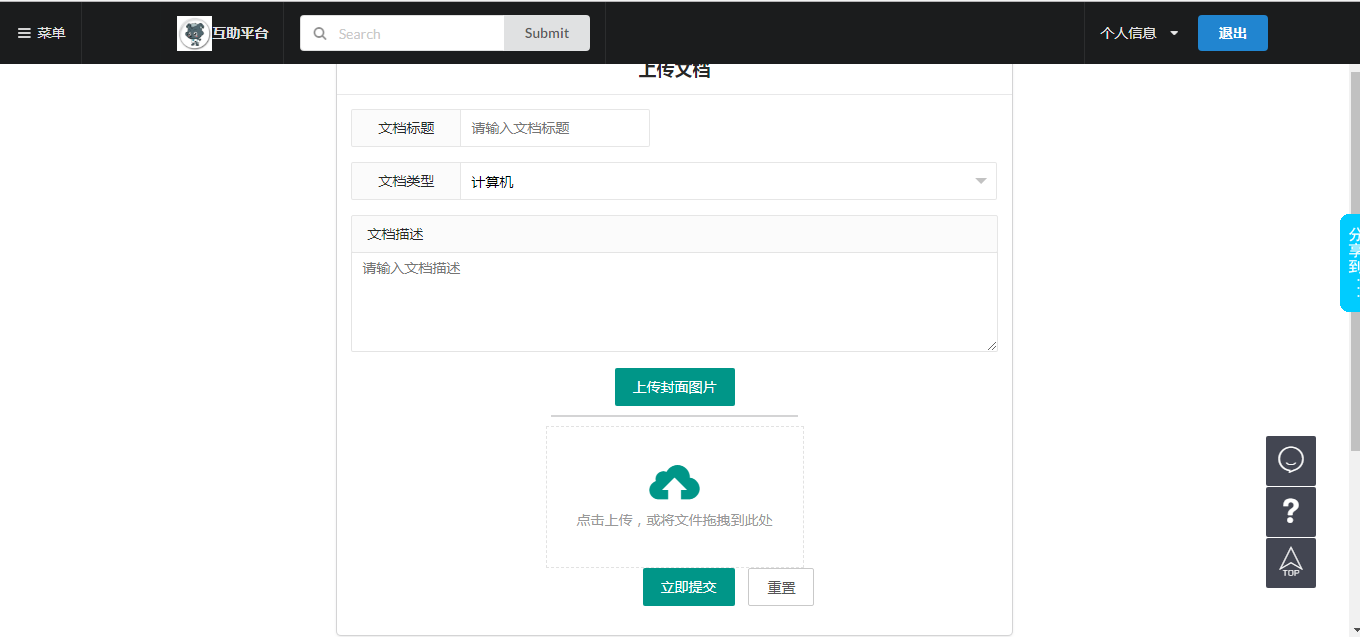 菜单
互助平台
Search
Submit
个人信息
退出
上传文档
文档标题
请输入文档标题
文档类型
计算机
文档描述
请输入文档描述
上传封面图片
点击上传，或将文件拖拽到此处
立即提交
重置
分享到
?
TOP